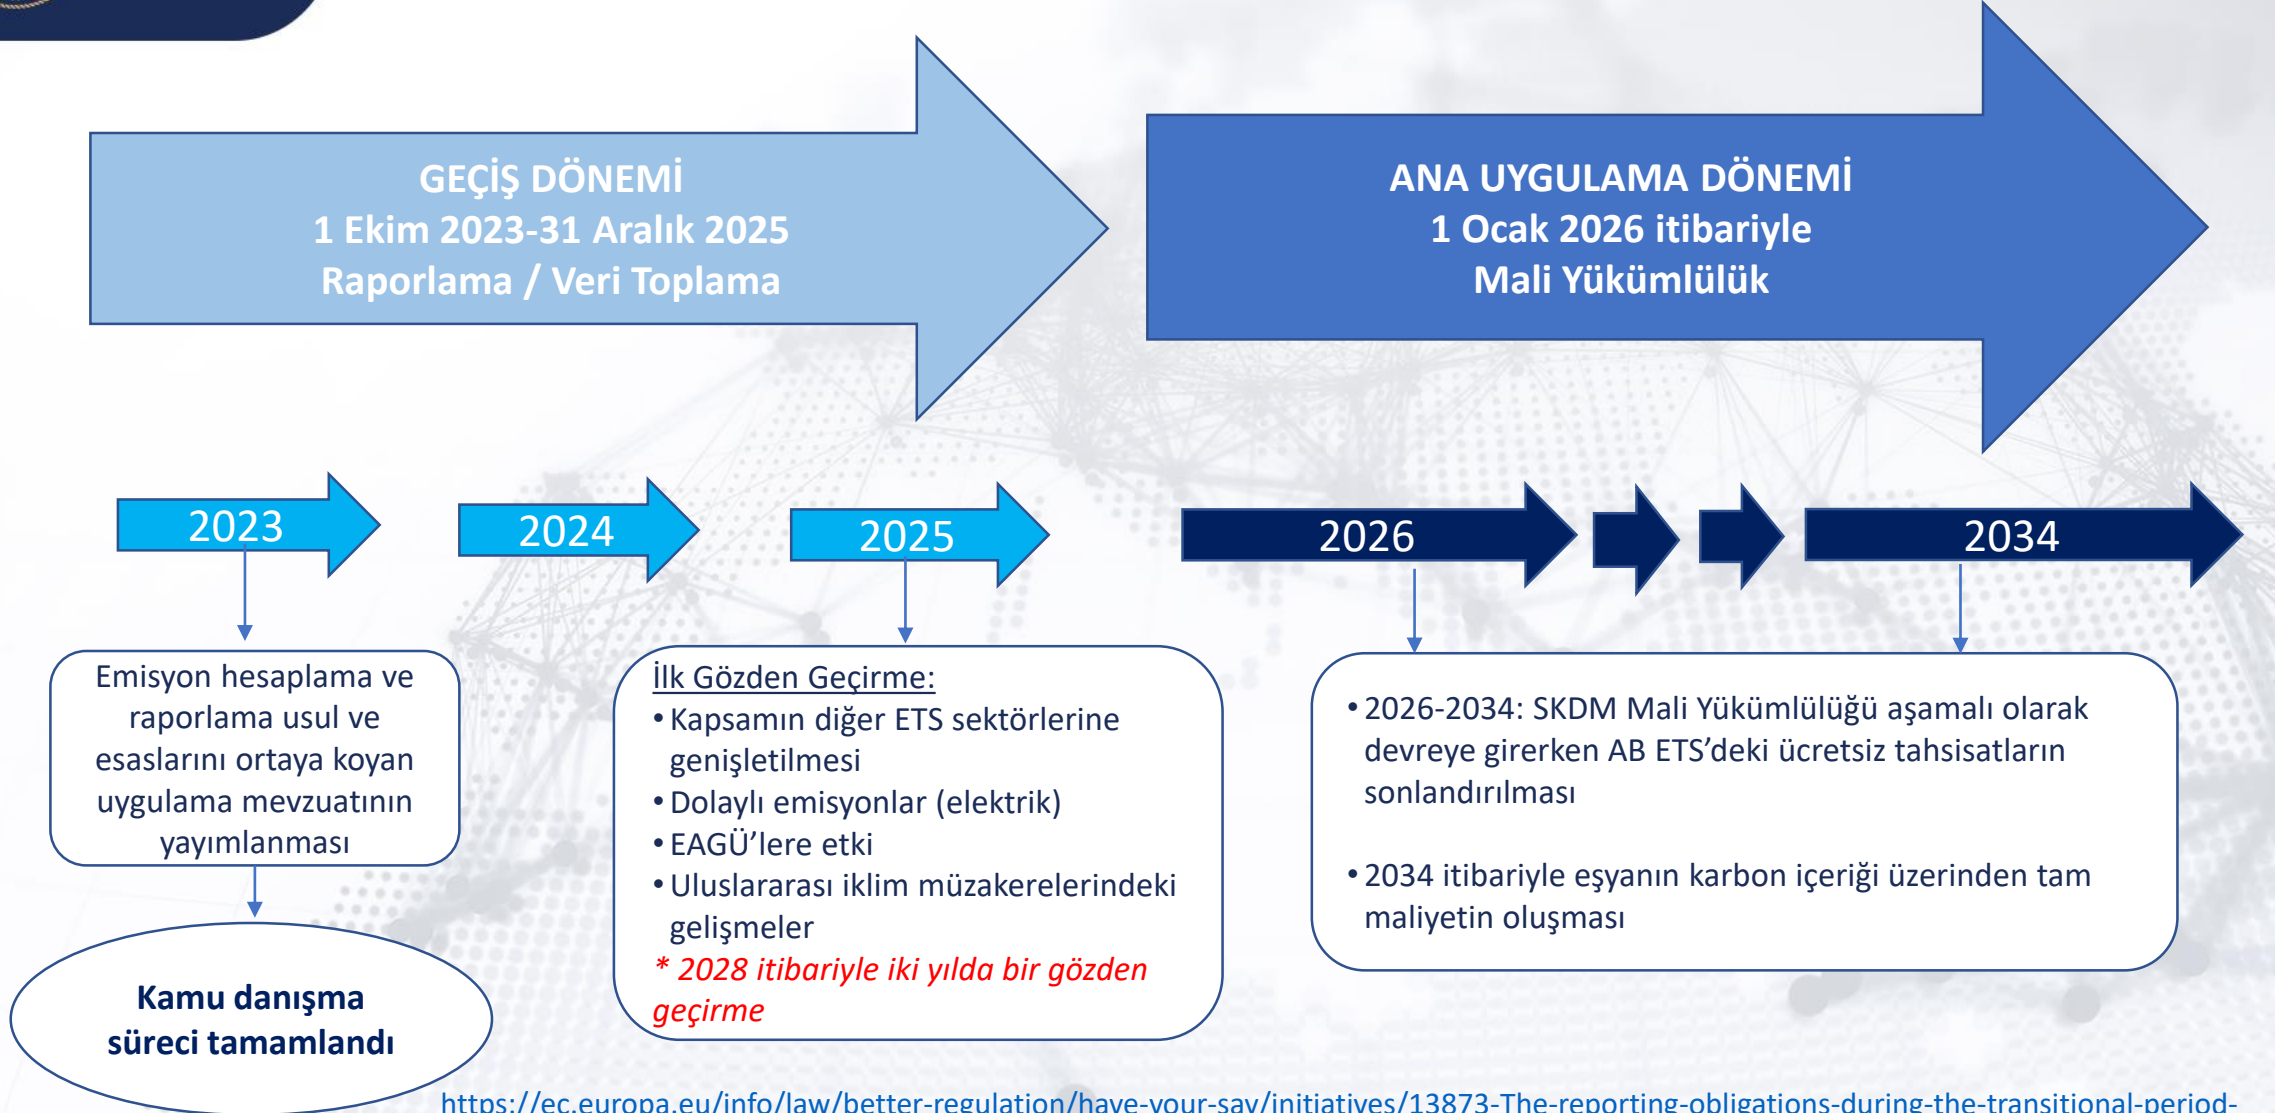 GEÇİŞ DÖNEMİ
1 Ekim 2023-31 Aralık 2025
Raporlama / Veri Toplama
ANA UYGULAMA DÖNEMİ
1 Ocak 2026 itibariyle
Mali Yükümlülük
2023
2024
2025
2026
2034
Emisyon hesaplama ve
raporlama usul ve
esaslarını ortaya koyan
uygulama mevzuatının
yayımlanması
Kamu danışma
süreci tamamlandı
İlk Gözden Geçirme:
• Kapsamın diğer ETS sektörlerine
genişletilmesi
• Dolaylı emisyonlar (elektrik)
• EAGÜ’lere etki
• Uluslararası iklim müzakerelerindeki
gelişmeler
* 2028 itibariyle iki yılda bir gözden
geçirme
• 2026-2034: SKDM Mali Yükümlülüğü aşamalı olarak
devreye girerken AB ETS’deki ücretsiz tahsisatların
sonlandırılması
• 2034 itibariyle eşyanın karbon içeriği üzerinden tam
maliyetin oluşması
https://ec.europa.eu/info/law/better-regulation/have-your-say/initiatives/13873-The-reporting-obligations-during-the-transitional-period-